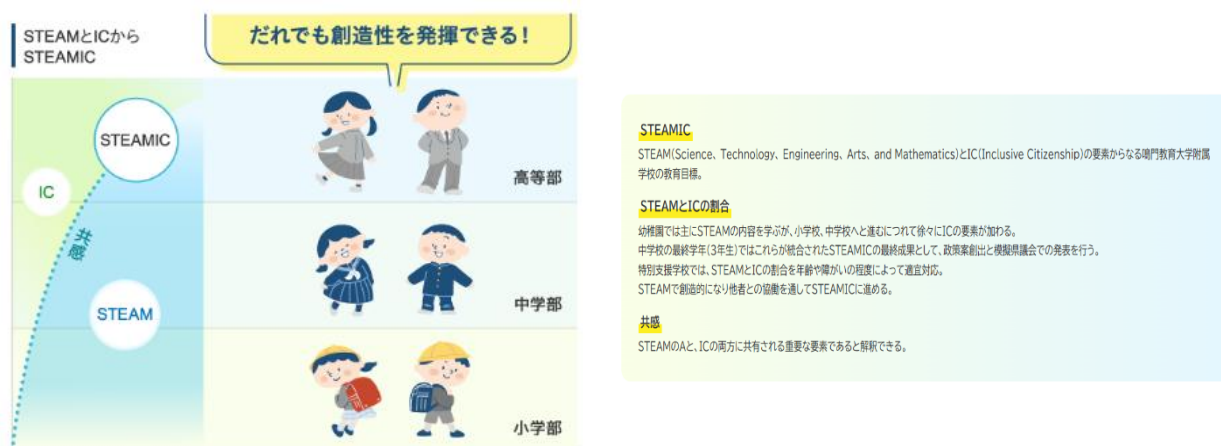 STEAMとICから
STEAMIC
だれでも創造性を発揮できる！
STEAMIC
IC
共感
STEAM
高等部
中学部
小学部
STEAMIC
STEAM(Science、Technology、Engineering、Arts、and Mathematics)とIC(Inclusive Citizenship)の要素からなる鳴門教育大学附属
学校の教育目標。
STEAMとICの割合
幼稚園では主にSTEAMの内容を学ぶが、小学校、中学校へと進むにつれて徐々にICの要素が加わる。
中学校の最終学年(3年生)ではこれらが統合されたSTEAMICの最終成果として、政策案創出と模擬県議会での発表を行う。
特別支援学校では、STEAMとICの割合を年齢や障がいの程度によって適宜対応。
STEAMで創造的になり他者との協働を通してSTEAMICに進める。
共感
STEAMのAと、ICの両方に共有される重要な要素であると解釈できる。